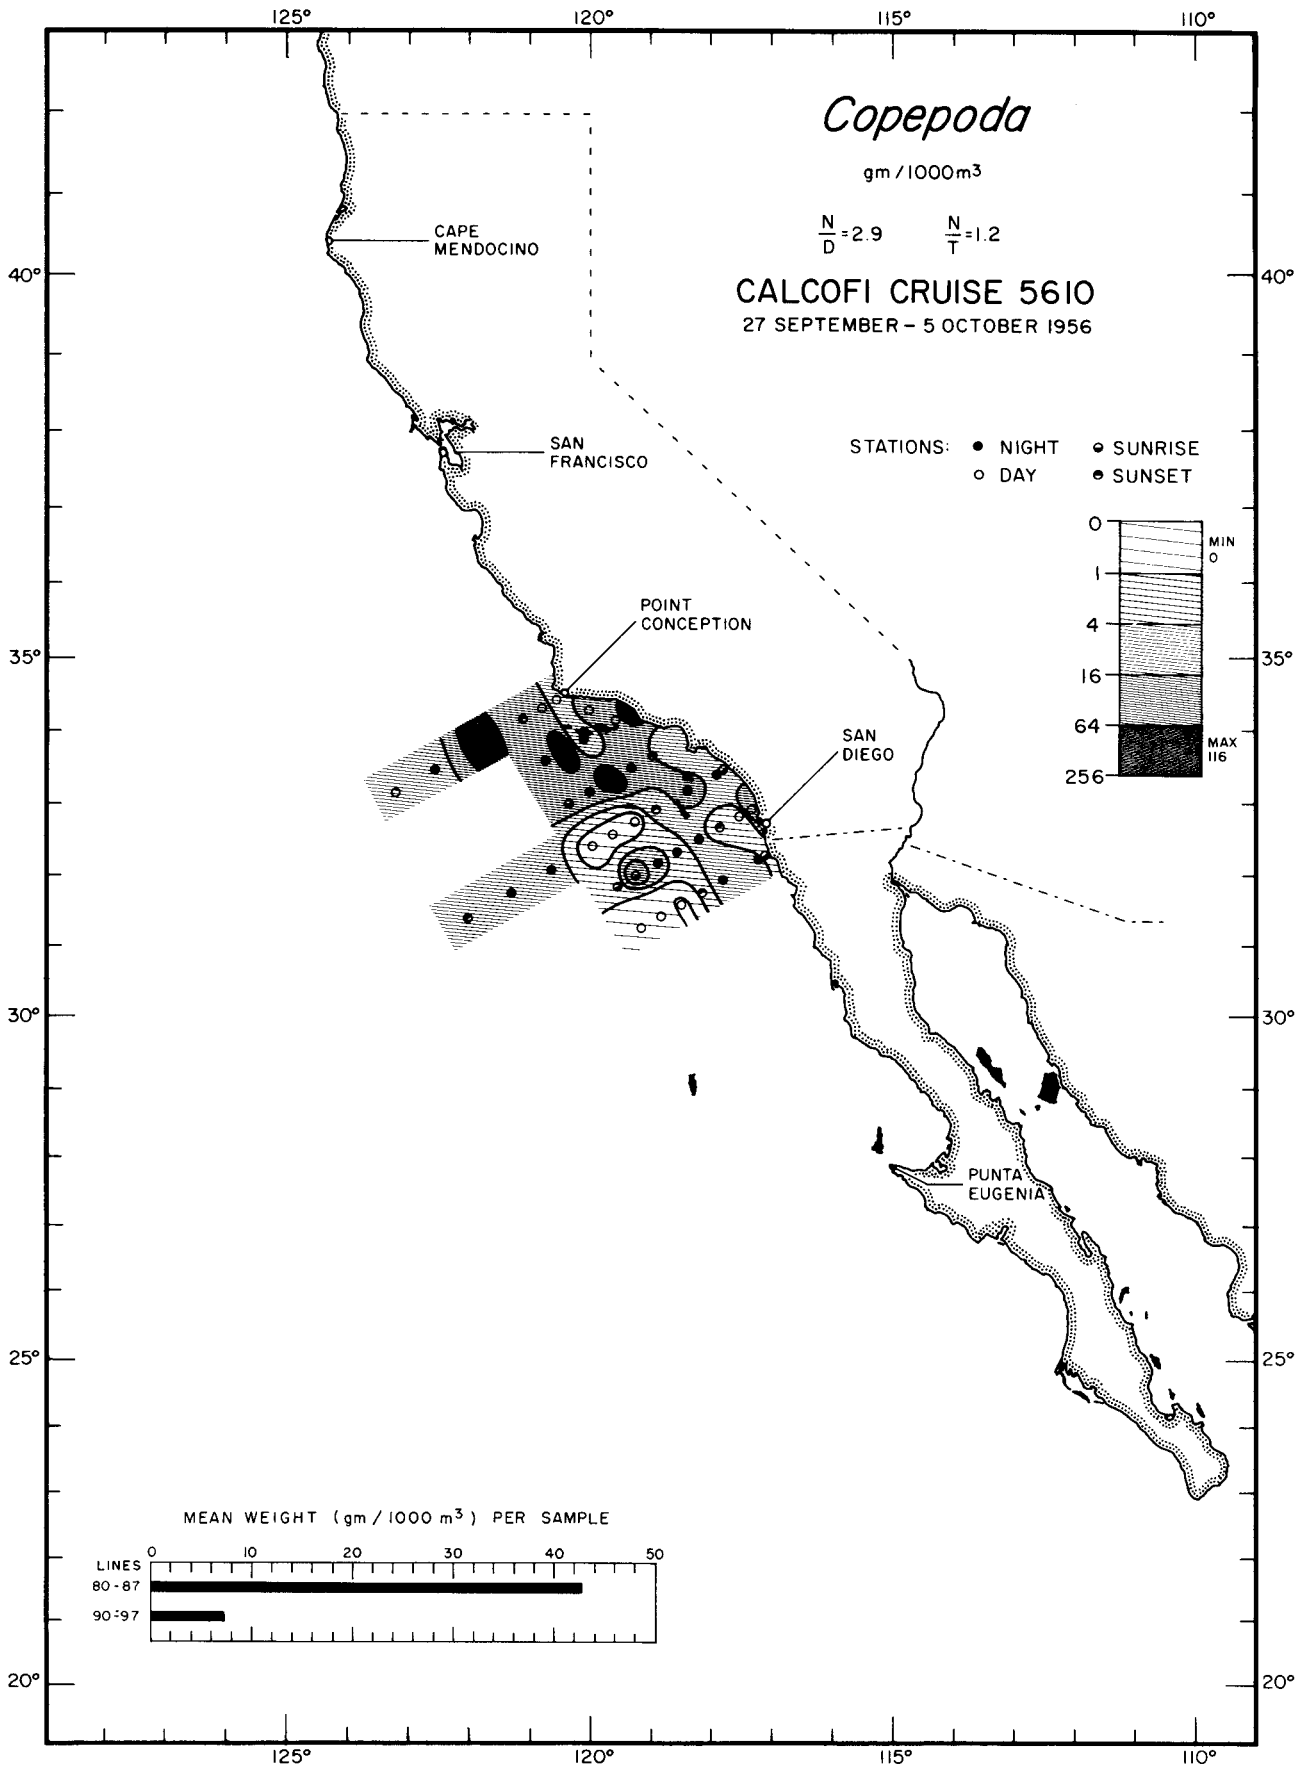 125° 120° 115° 110°
Copepoda
gm/1000m³
N/D=2.9 N/T=1.2
CALCOFI CRUISE 5610
27 SEPTEMBER – 5 OCTOBER 1956
CAPE
MENDOCINO
40° 40°
SAN
FRANCISCO
STATIONS: ● NIGHT SUNRISE
○ DAY SUNSET
0
MIN
0
1
4
16
64
MAX
116
256
POINT
CONCEPTION
35° 35°
SAN
DIEGO
30° 30°
PUNTA
EUGENIA
25° 25°
MEAN WEIGHT (gm/1000 m³) PER SAMPLE
0 10 20 30 40 50
LINES
80-87
90-97
20° 20°
125° 120° 115° 110°